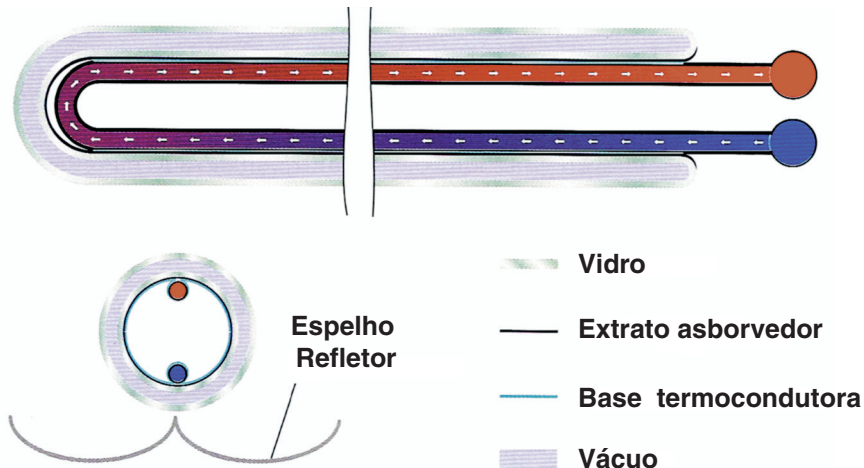 Vidro
Espelho
Refletor
Extrato asborvedor
Base termocondutora
Vácuo